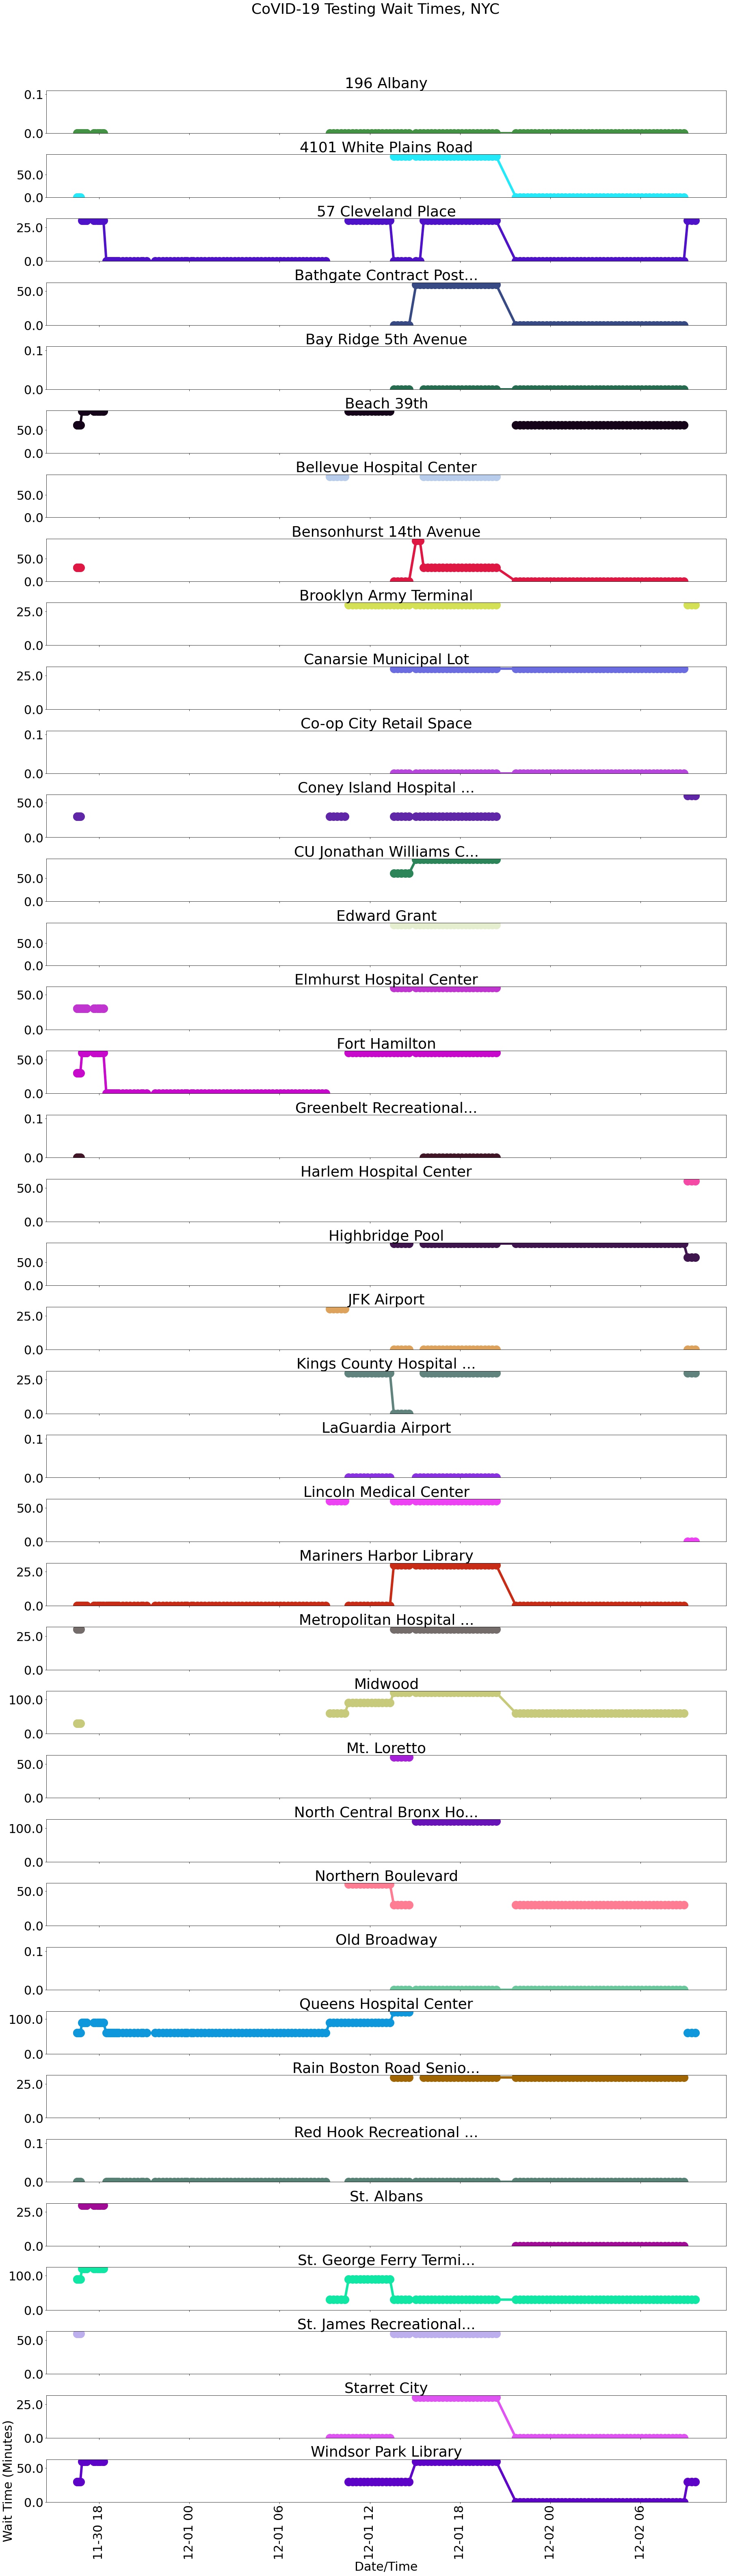 CoVID-19 Testing Wait Times, NYC
196 Albany
0.1
0.0
4101 White Plains Road
50.0
0.0
57 Cleveland Place
25.0
0.0
Bathgate Contract Post...
50.0
0.0
Bay Ridge 5th Avenue
0.1
0.0
Beach 39th
50.0
0.0
Bellevue Hospital Center
50.0
0.0
Bensonhurst 14th Avenue
50.0
0.0
Brooklyn Army Terminal
25.0
0.0
Canarsie Municipal Lot
25.0
0.0
Co-op City Retail Space
0.1
0.0
Coney Island Hospital ...
50.0
0.0
CU Jonathan Williams C...
50.0
0.0
Edward Grant
50.0
0.0
Elmhurst Hospital Center
50.0
0.0
Fort Hamilton
50.0
0.0
Greenbelt Recreational...
0.1
0.0
Harlem Hospital Center
50.0
0.0
Highbridge Pool
50.0
0.0
JFK Airport
25.0
0.0
Kings County Hospital ...
25.0
0.0
LaGuardia Airport
0.1
0.0
Lincoln Medical Center
50.0
0.0
Mariners Harbor Library
25.0
0.0
Metropolitan Hospital ...
25.0
0.0
Midwood
100.0
0.0
Mt. Loretto
50.0
0.0
North Central Bronx Ho...
100.0
0.0
Northern Boulevard
50.0
0.0
Old Broadway
0.1
0.0
Queens Hospital Center
100.0
0.0
Rain Boston Road Senio...
25.0
0.0
Red Hook Recreational ...
0.1
0.0
St. Albans
25.0
0.0
St. George Ferry Termi...
100.0
0.0
St. James Recreational...
50.0
0.0
Starret City
25.0
0.0
Windsor Park Library
50.0
0.0
Wait Time (Minutes)
11-30 18
12-01 00
12-01 06
12-01 12
12-01 18
12-02 00
12-02 06
Date/Time